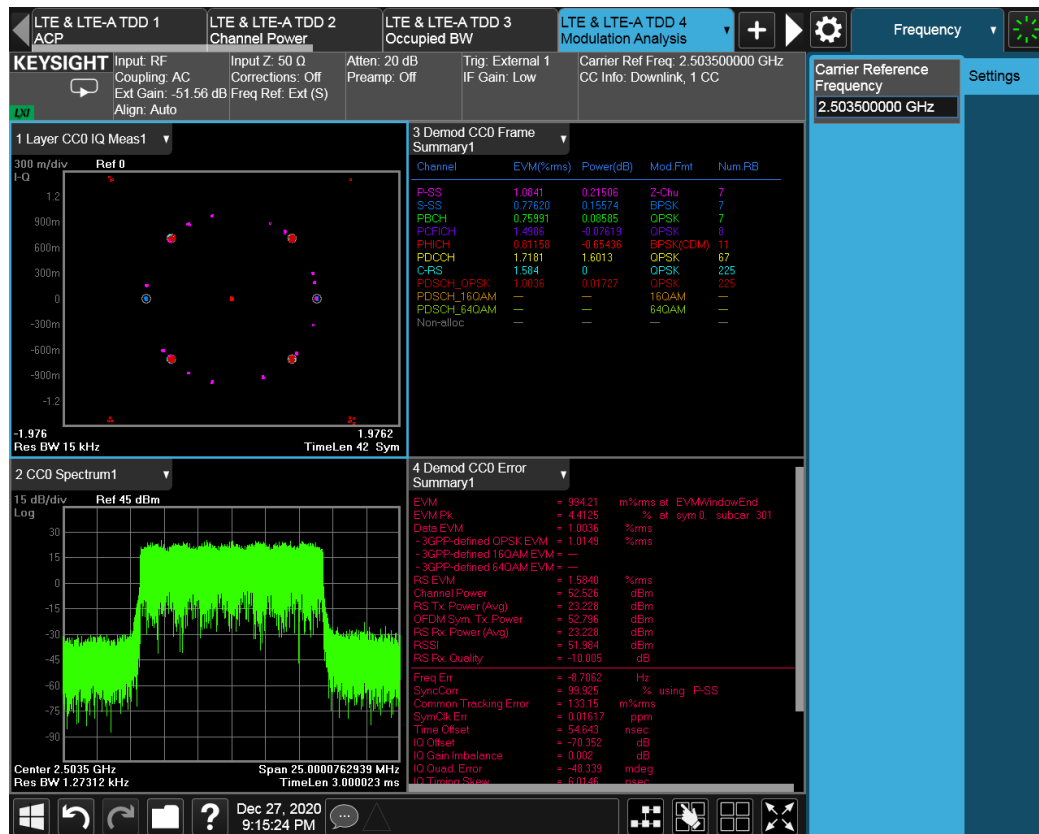 LTE & LTE-A TDD 1
ACP
LTE & LTE-A TDD 2
Channel Power
LTE & LTE-A TDD 3
Occupied BW
LTE & LTE-A TDD 4
Modulation Analysis
Frequency
KEYSIGHT
LXI
Input: RF
Coupling: AC
Ext Gain: -51.56 dB
Align: Auto
Input Z: 50 Ω
Corrections: Off
Freq Ref: Ext (S)
Atten: 20 dB
Preamp: Off
Trig: External 1
IF Gain: Low
Carrier Ref Freq: 2.503500000 GHz
CC Info: Downlink, 1 CC
Carrier Reference
Frequency
2.503500000 GHz
Settings
1 Layer CC0 IQ Meas1
300 m/div Ref 0
I-Q
1.2
900m
600m
300m
0
-300m
-600m
-900m
-1.2
-1.976 1.9762
Res BW 15 kHz TimeLen 42 Sym
3 Demod CC0 Frame
Summary1
Channel EVM(%rms) Power(dB) Mod.Fmt Num.RB
P-SS 1.0841 0.21506 Z-Chu 7
S-SS 0.77620 0.15574 BPSK 7
PBCH 0.75991 0.08585 QPSK 7
PCFICH 1.4986 -0.07619 QPSK 8
PHICH 0.81158 -0.65436 BPSK(CDM) 11
PDCCH 1.7181 1.6013 QPSK 67
C-RS 1.584 0 QPSK 225
PDSCH_QPSK 1.0036 0.01727 QPSK 225
PDSCH_16QAM — — 16QAM —
PDSCH_64QAM — — 64QAM —
Non-alloc — — —
2 CC0 Spectrum1
15 dB/div Ref 45 dBm
Log
30
15
0
-15
-30
-45
-60
-75
-90
Center 2.5035 GHz Span 25.0000762939 MHz
Res BW 1.27312 kHz TimeLen 3.000023 ms
4 Demod CC0 Error
Summary1
EVM = 994.21 m%rms at EVMWindowEnd
EVM Pk = 4.4125 % at sym 0, subcar 301
Data EVM = 1.0036 %rms
- 3GPP-defined QPSK EVM = 1.0149 %rms
- 3GPP-defined 16QAM EVM = —
- 3GPP-defined 64QAM EVM = —
RS EVM = 1.5840 %rms
Channel Power = 52.526 dBm
RS Tx. Power (Avg) = 23.228 dBm
OFDM Sym. Tx. Power = 52.796 dBm
RS Rx. Power (Avg) = 23.228 dBm
RSSI = 51.984 dBm
RS Rx. Quality = -10.005 dB
Freq Err = -8.7062 Hz
SyncCorr = 99.925 % using P-SS
Common Tracking Error = 133.15 m%rms
SymClk Err = 0.01617 ppm
Time Offset = 54.643 nsec
IQ Offset = -70.352 dB
IQ Gain Imbalance = 0.002 dB
IQ Quad. Error = -48.339 mdeg
IQ Timing Skew = 6.0146 nsec
Dec 27, 2020
9:15:24 PM